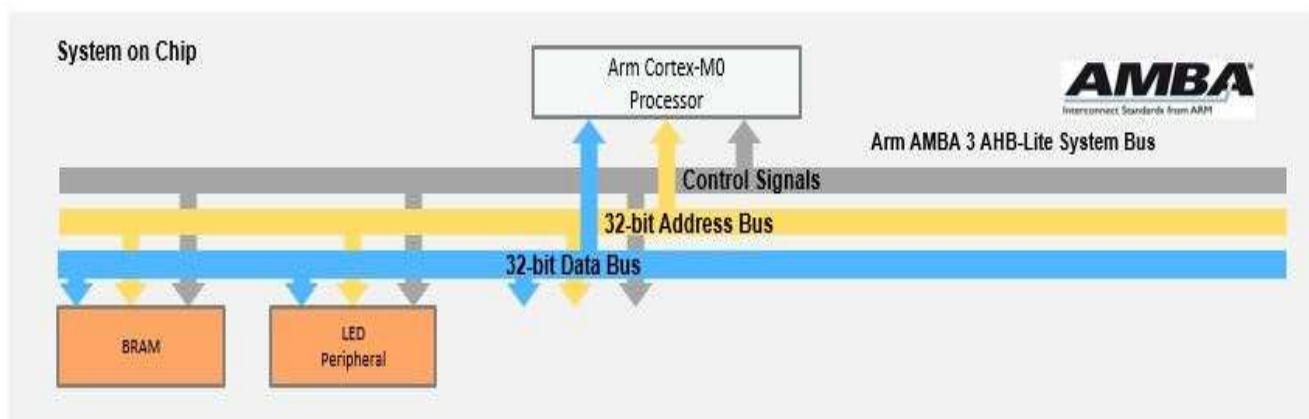 System on Chip
Arm Cortex-M0
Processor
AMBA®
Interconnect Standards from ARM
Arm AMBA 3 AHB-Lite System Bus
Control Signals
32-bit Address Bus
32-bit Data Bus
BRAM
LED
Peripheral